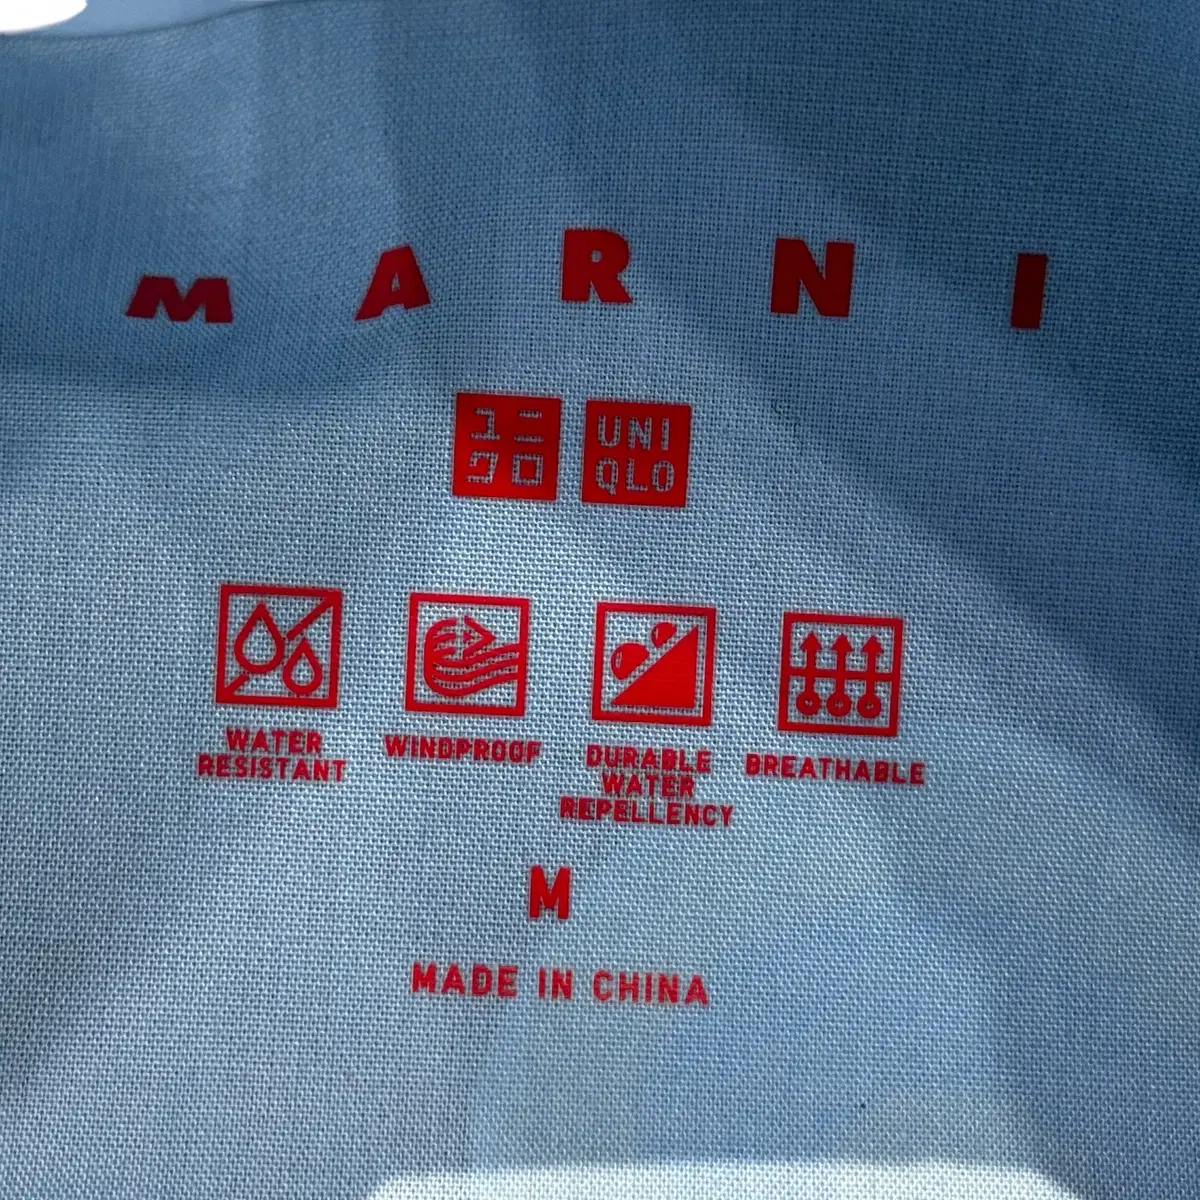 MARNI
ユニ UNI
クロ QLO
WATER RESISTANT
WINDPROOF
DURABLE WATER REPELLENCY
BREATHABLE
M
MADE IN CHINA